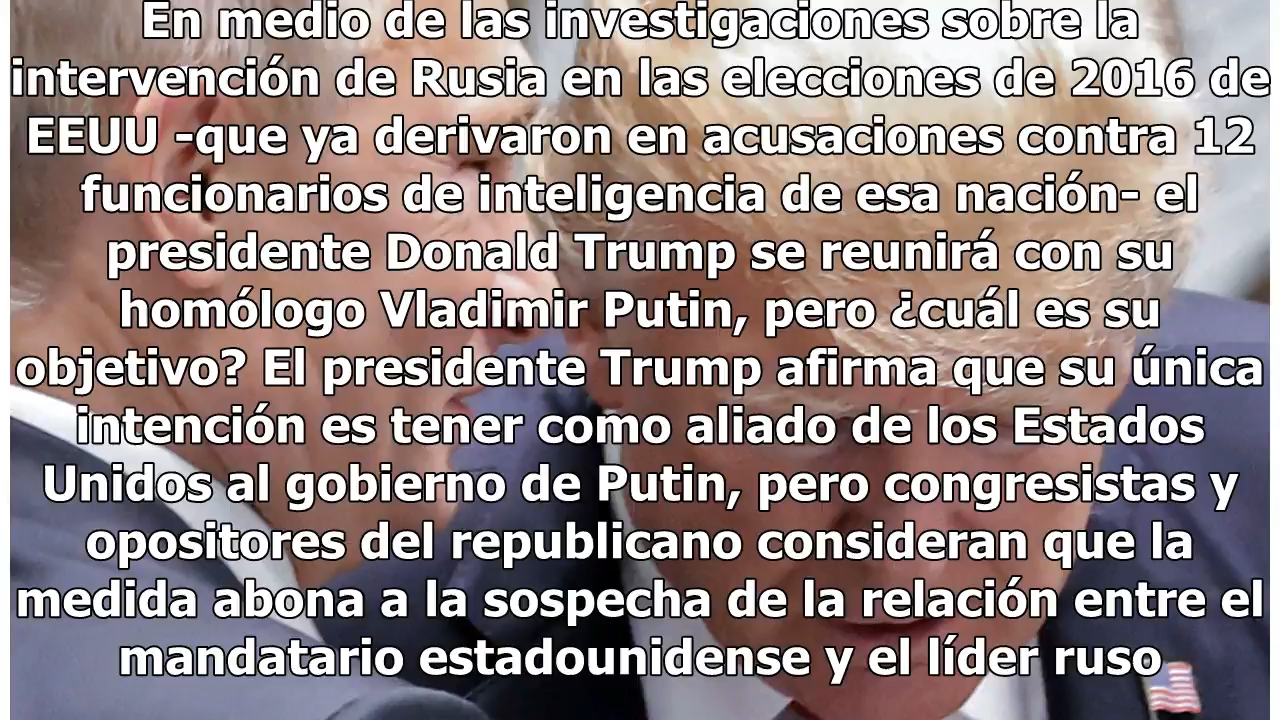 En medio de las investigaciones sobre la
intervención de Rusia en las elecciones de 2016 de
EEUU -que ya derivaron en acusaciones contra 12
funcionarios de inteligencia de esa nación- el
presidente Donald Trump se reunirá con su
homólogo Vladimir Putin, pero ¿cuál es su
objetivo? El presidente Trump afirma que su única
intención es tener como aliado de los Estados
Unidos al gobierno de Putin, pero congresistas y
opositores del republicano consideran que la
medida abona a la sospecha de la relación entre el
mandatario estadounidense y el líder ruso